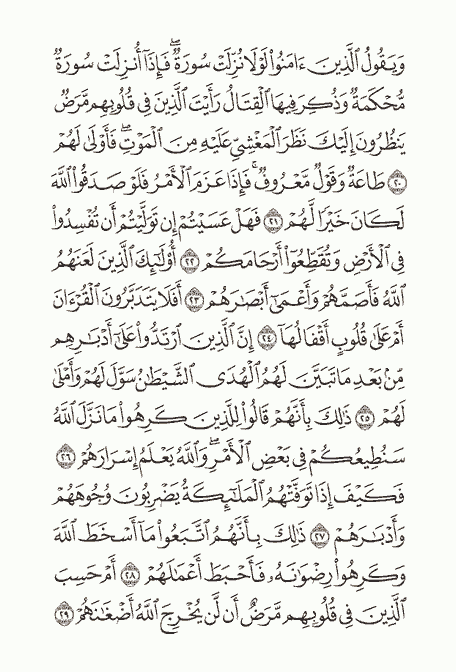 وَيَقُولُ ٱلَّذِينَ ءَامَنُوا۟ لَوْلَا نُزِّلَتْ سُورَةٌ ۖ فَإِذَآ أُنزِلَتْ سُورَةٌ
مُّحْكَمَةٌ وَذُكِرَ فِيهَا ٱلْقِتَالُ رَأَيْتَ ٱلَّذِينَ فِى قُلُوبِهِم مَّرَضٌ
يَنظُرُونَ إِلَيْكَ نَظَرَ ٱلْمَغْشِىِّ عَلَيْهِ مِنَ ٱلْمَوْتِ ۖ فَأَوْلَىٰ لَهُمْ
٢٠ طَاعَةٌ وَقَوْلٌ مَّعْرُوفٌ ۚ فَإِذَا عَزَمَ ٱلْأَمْرُ فَلَوْ صَدَقُوا۟ ٱللَّهَ
لَكَانَ خَيْرًا لَّهُمْ ٢١ فَهَلْ عَسَيْتُمْ إِن تَوَلَّيْتُمْ أَن تُفْسِدُوا۟
فِى ٱلْأَرْضِ وَتُقَطِّعُوٓا۟ أَرْحَامَكُمْ ٢٢ أُو۟لَـٰٓئِكَ ٱلَّذِينَ لَعَنَهُمُ
ٱللَّهُ فَأَصَمَّهُمْ وَأَعْمَىٰٓ أَبْصَـٰرَهُمْ ٢٣ أَفَلَا يَتَدَبَّرُونَ ٱلْقُرْءَانَ
أَمْ عَلَىٰ قُلُوبٍ أَقْفَالُهَآ ٢٤ إِنَّ ٱلَّذِينَ ٱرْتَدُّوا۟ عَلَىٰٓ أَدْبَـٰرِهِم
مِّنۢ بَعْدِ مَا تَبَيَّنَ لَهُمُ ٱلْهُدَى ٱلشَّيْطَـٰنُ سَوَّلَ لَهُمْ وَأَمْلَىٰ
لَهُمْ ٢٥ ذَٰلِكَ بِأَنَّهُمْ قَالُوا۟ لِلَّذِينَ كَرِهُوا۟ مَا نَزَّلَ ٱللَّهُ
سَنُطِيعُكُمْ فِى بَعْضِ ٱلْأَمْرِ ۖ وَٱللَّهُ يَعْلَمُ إِسْرَارَهُمْ ٢٦
فَكَيْفَ إِذَا تَوَفَّتْهُمُ ٱلْمَلَـٰٓئِكَةُ يَضْرِبُونَ وُجُوهَهُمْ
وَأَدْبَـٰرَهُمْ ٢٧ ذَٰلِكَ بِأَنَّهُمُ ٱتَّبَعُوا۟ مَآ أَسْخَطَ ٱللَّهَ
وَكَرِهُوا۟ رِضْوَٰنَهُۥ فَأَحْبَطَ أَعْمَـٰلَهُمْ ٢٨ أَمْ حَسِبَ
ٱلَّذِينَ فِى قُلُوبِهِم مَّرَضٌ أَن لَّن يُخْرِجَ ٱللَّهُ أَضْغَـٰنَهُمْ ٢٩